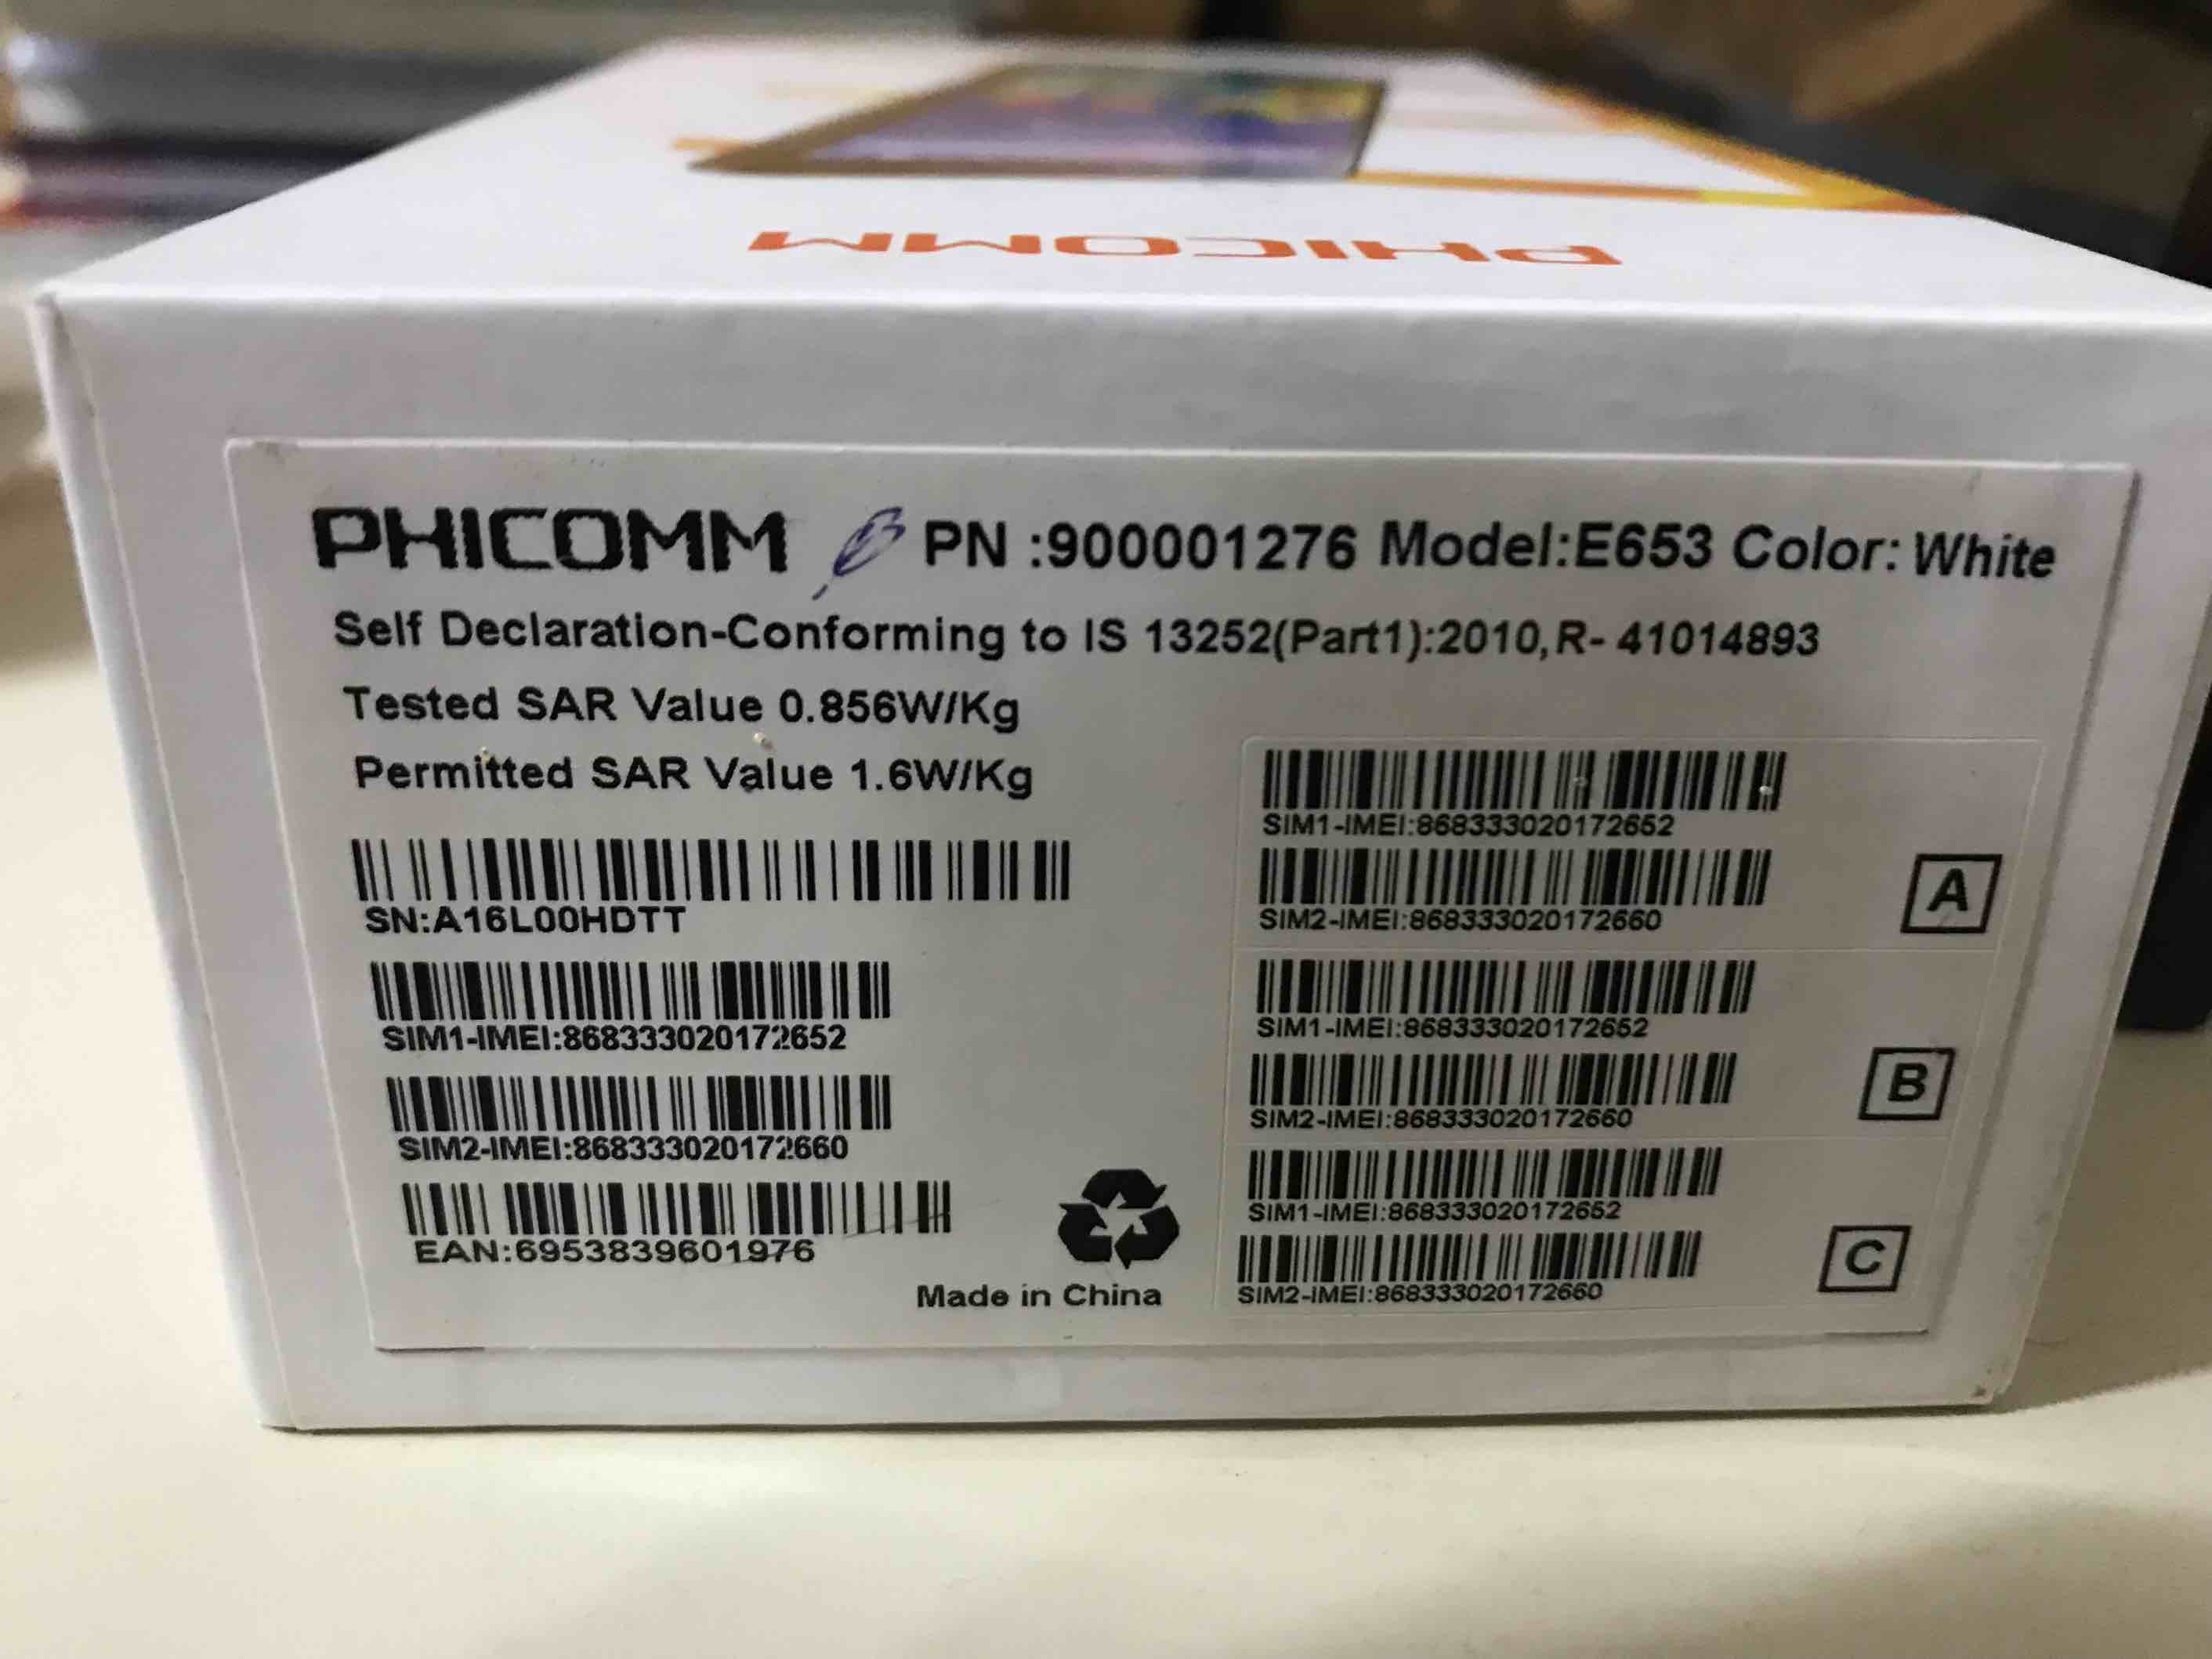 PHICOMM
PHICOMM PN :900001276 Model:E653 Color: White
Self Declaration-Conforming to IS 13252(Part1):2010,R- 41014893
Tested SAR Value 0.856W/Kg
Permitted SAR Value 1.6W/Kg
SN:A16L00HDTT
SIM1-IMEI:868333020172652
SIM2-IMEI:868333020172660
EAN:6953839601976
Made in China
SIM1-IMEI:868333020172652
SIM2-IMEI:868333020172660
A
SIM1-IMEI:868333020172652
SIM2-IMEI:868333020172660
B
SIM1-IMEI:868333020172652
SIM2-IMEI:868333020172660
C